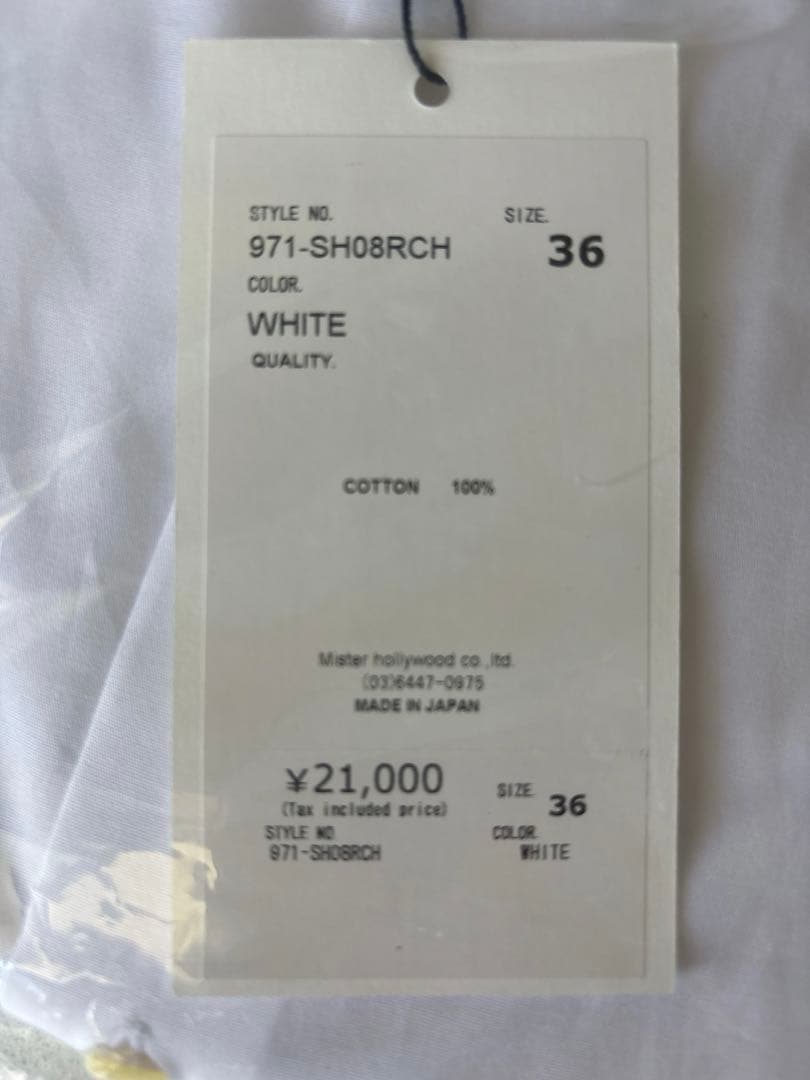 STYLE NO. SIZE.
971-SH08RCH 36
COLOR.
WHITE
QUALITY.
COTTON 100%
Mister hollywood co.,ltd.
(03)6447-0975
MADE IN JAPAN
¥21,000 SIZE 36
(Tax included price)
STYLE NO COLOR.
971-SH08RCH WHITE